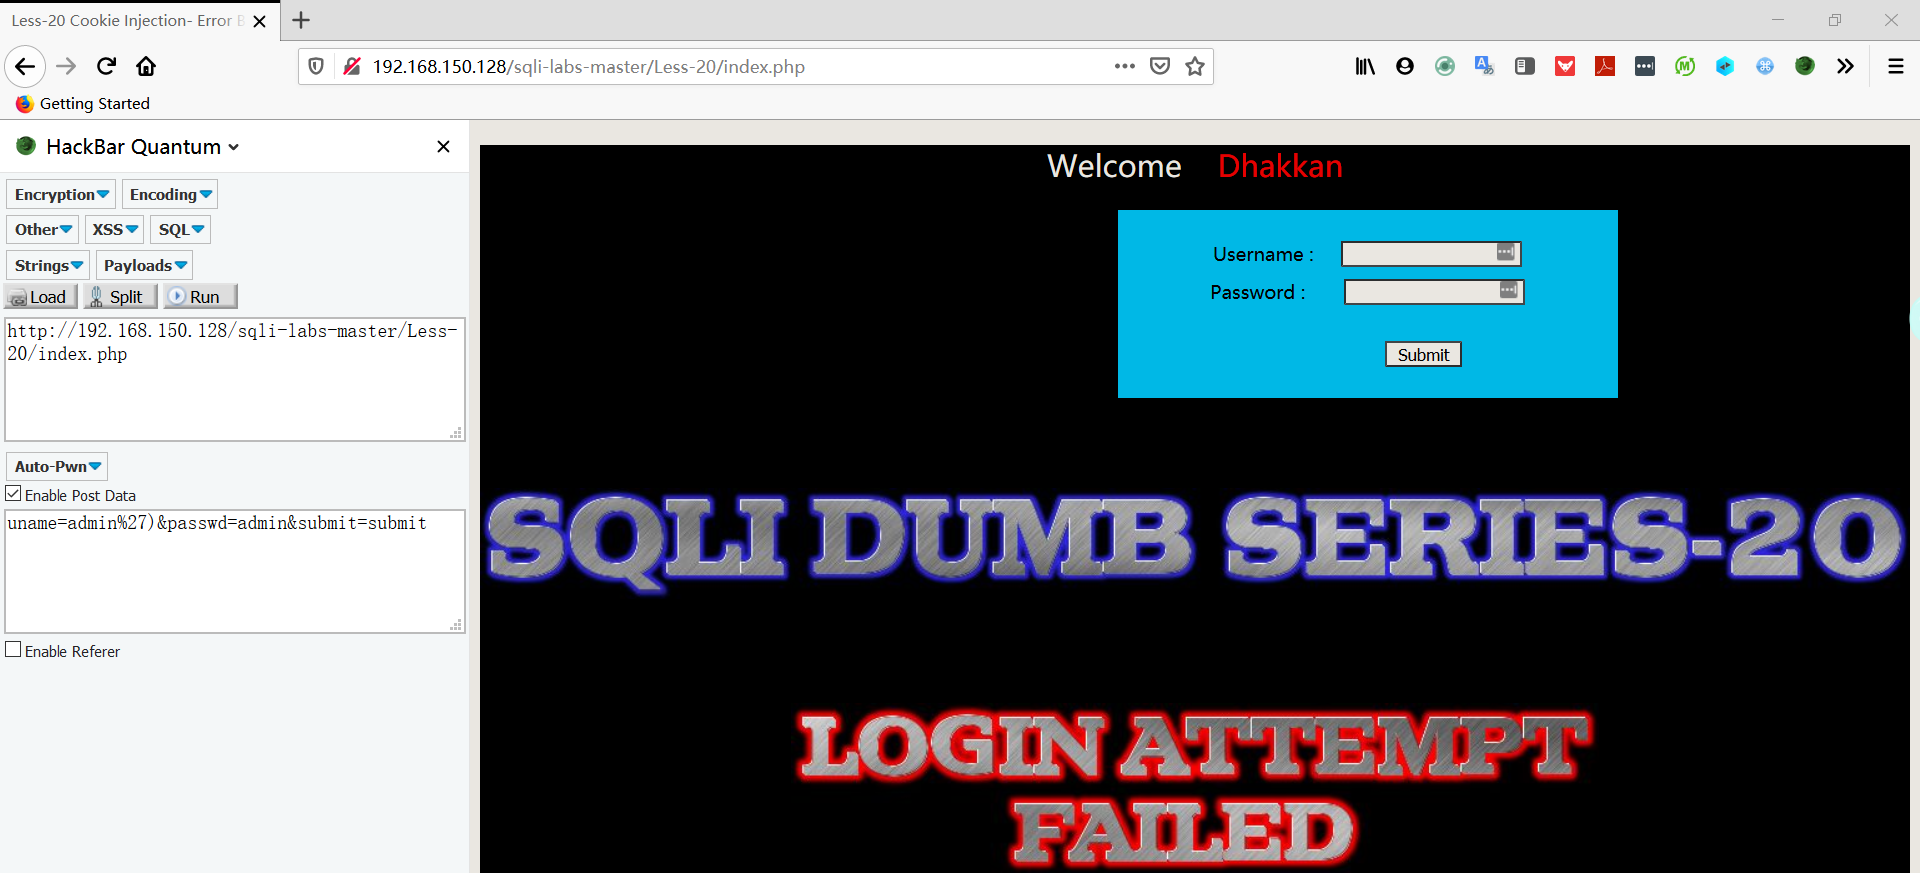 Less-20 Cookie Injection- Error B
192.168.150.128/sqli-labs-master/Less-20/index.php
Getting Started
HackBar Quantum
Encryption Encoding
Other XSS SQL
Strings Payloads
Load Split Run
http://192.168.150.128/sqli-labs-master/Less-
20/index.php
Auto-Pwn
Enable Post Data
uname=admin%27)&passwd=admin&submit=submit
Enable Referer
Welcome Dhakkan
Username :
Password :
Submit
SQLI DUMB SERIES-20
LOGIN ATTEMPT
FAILED